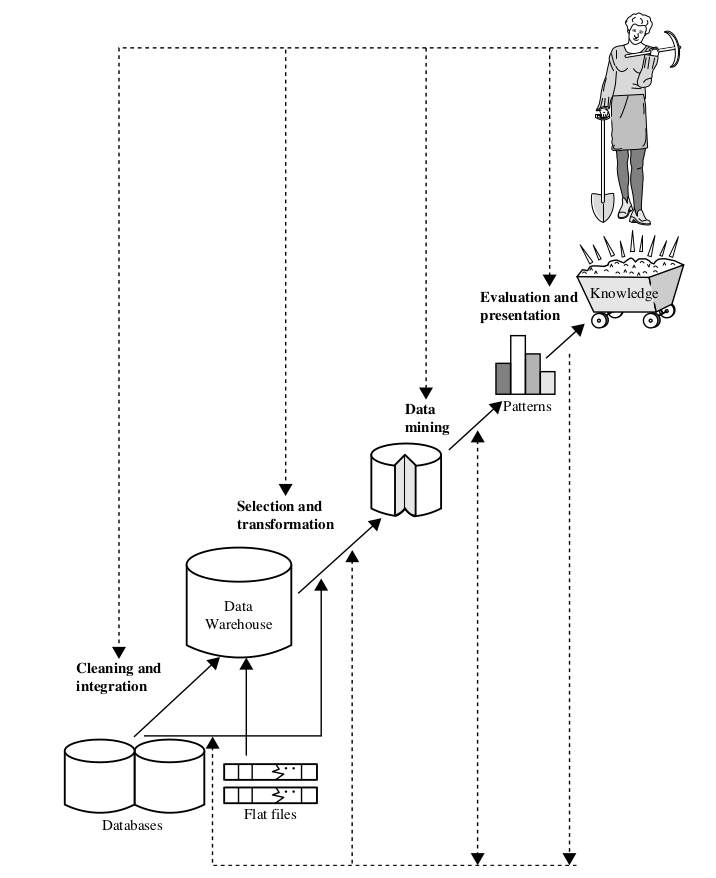 Evaluation and
presentation
Knowledge
Patterns
Data
mining
Selection and
transformation
Data
Warehouse
Cleaning and
integration
Databases
Flat files